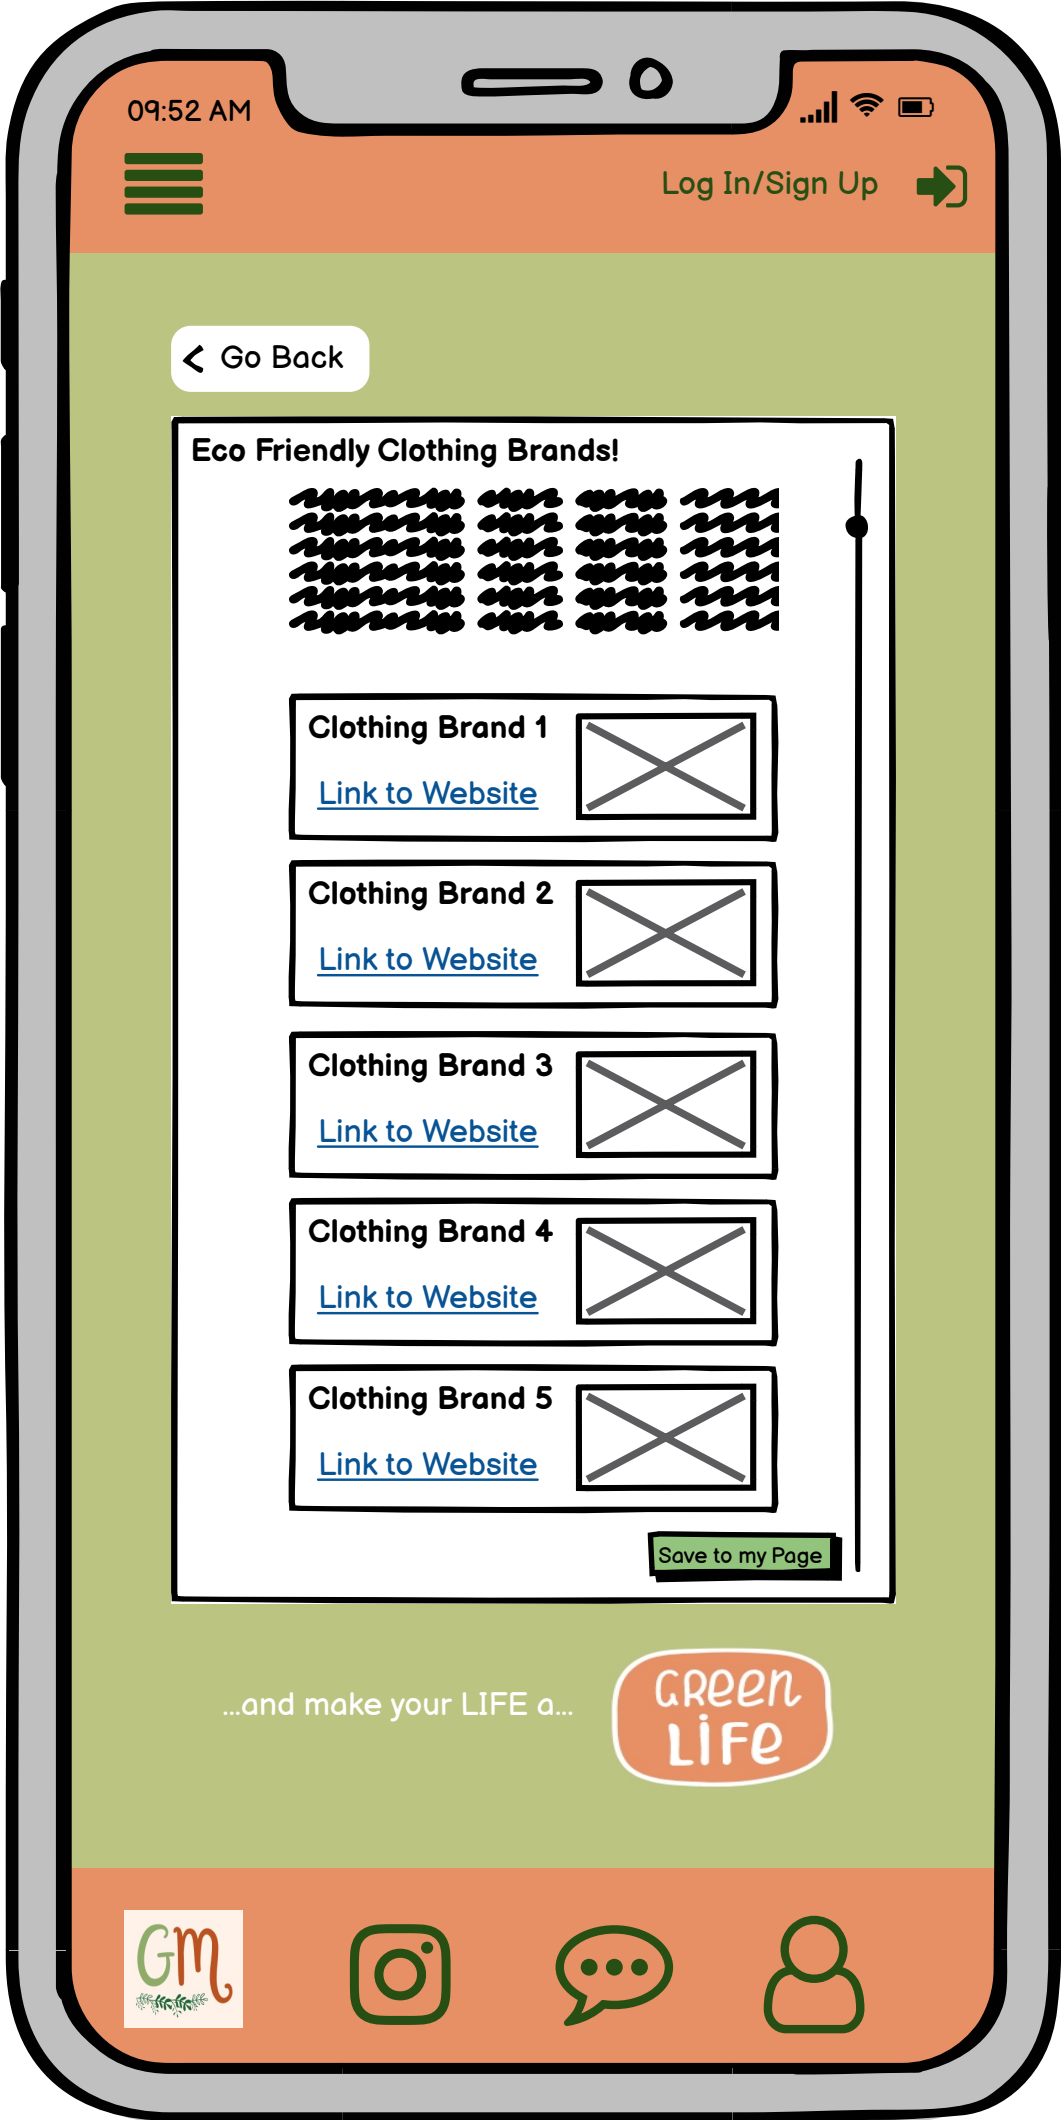 09:52 AM
Log In/Sign Up
Go Back
Eco Friendly Clothing Brands!
Clothing Brand 1
Link to Website
Clothing Brand 2
Link to Website
Clothing Brand 3
Link to Website
Clothing Brand 4
Link to Website
Clothing Brand 5
Link to Website
Save to my Page
...and make your LIFE a...
GReen
LiFe
GM